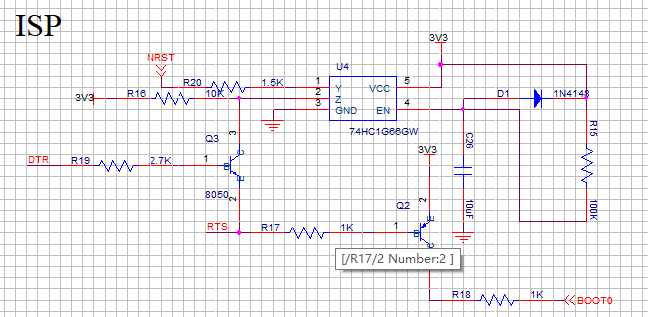 ISP
3V3
NRST
U4
R20
1.5K
1
Y
VCC
5
D1
1N4148
3V3
R16
10K
2
Z
3
GND
EN
4
74HC1G66GW
R15
100K
C26
10uF
Q3
3
C
DTR
R19
2.7K
1
B
E
8050
2
3V3
Q2
2
E
RTS
R17
1K
1
B
C
[/R17/2 Number:2 ]
R18
1K
BOOT0